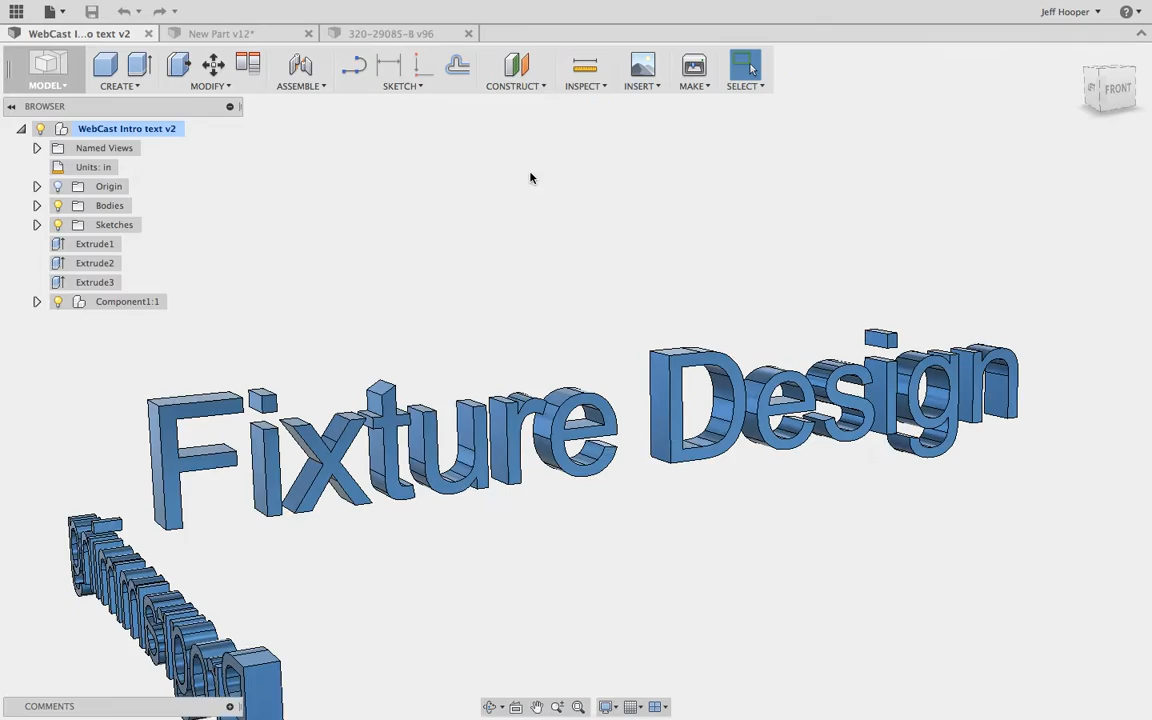 Jeff Hooper
WebCast I...o text v2
New Part v12*
320-29085-B v96
MODEL
CREATE
MODIFY
ASSEMBLE
SKETCH
CONSTRUCT
INSPECT
INSERT
MAKE
SELECT
BROWSER
FRONT
WebCast Intro text v2
Named Views
Units: in
Origin
Bodies
Sketches
Extrude1
Extrude2
Extrude3
Component1:1
Fixture Design
COMMENTS